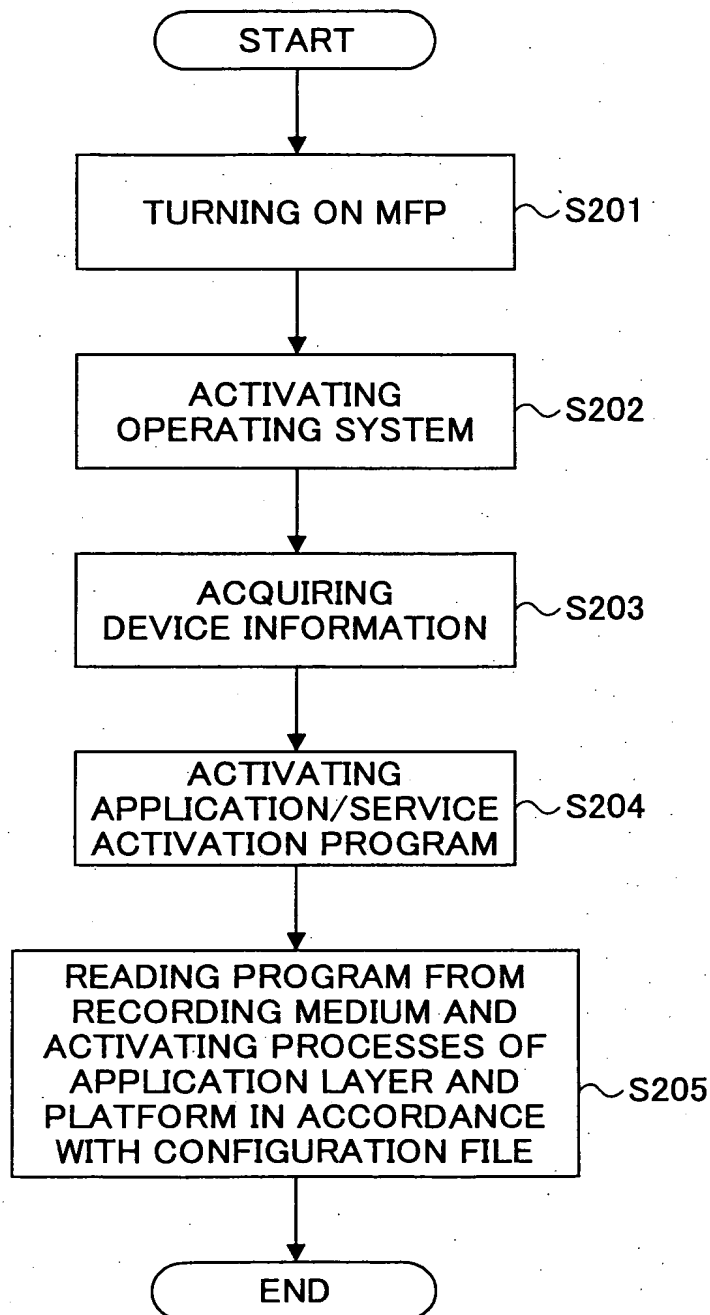 START
TURNING ON MFP
S201
ACTIVATING
OPERATING SYSTEM
S202
ACQUIRING
DEVICE INFORMATION
S203
ACTIVATING
APPLICATION/SERVICE
ACTIVATION PROGRAM
S204
READING PROGRAM FROM
RECORDING MEDIUM AND
ACTIVATING PROCESSES OF
APPLICATION LAYER AND
PLATFORM IN ACCORDANCE
WITH CONFIGURATION FILE
S205
END